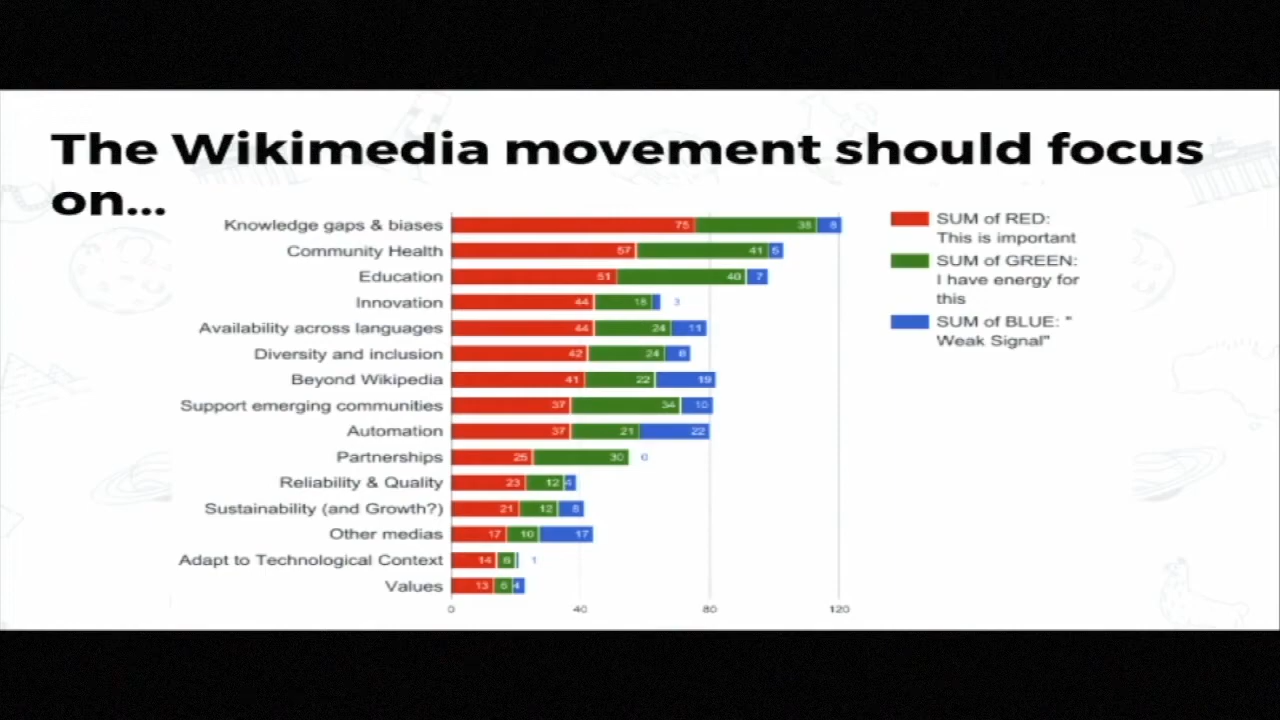 The Wikimedia movement should focus
on...
Knowledge gaps & biases 75 38 8
Community Health 57 41 5
Education 51 40 7
Innovation 44 18 3
Availability across languages 44 24 11
Diversity and inclusion 42 24 8
Beyond Wikipedia 41 22 19
Support emerging communities 37 34 10
Automation 37 21 22
Partnerships 25 30 0
Reliability & Quality 23 12 4
Sustainability (and Growth?) 21 12 8
Other medias 17 10 17
Adapt to Technological Context 14 6 1
Values 13 6 4
0 40 80 120
SUM of RED:
This is important
SUM of GREEN:
I have energy for
this
SUM of BLUE: "
Weak Signal"